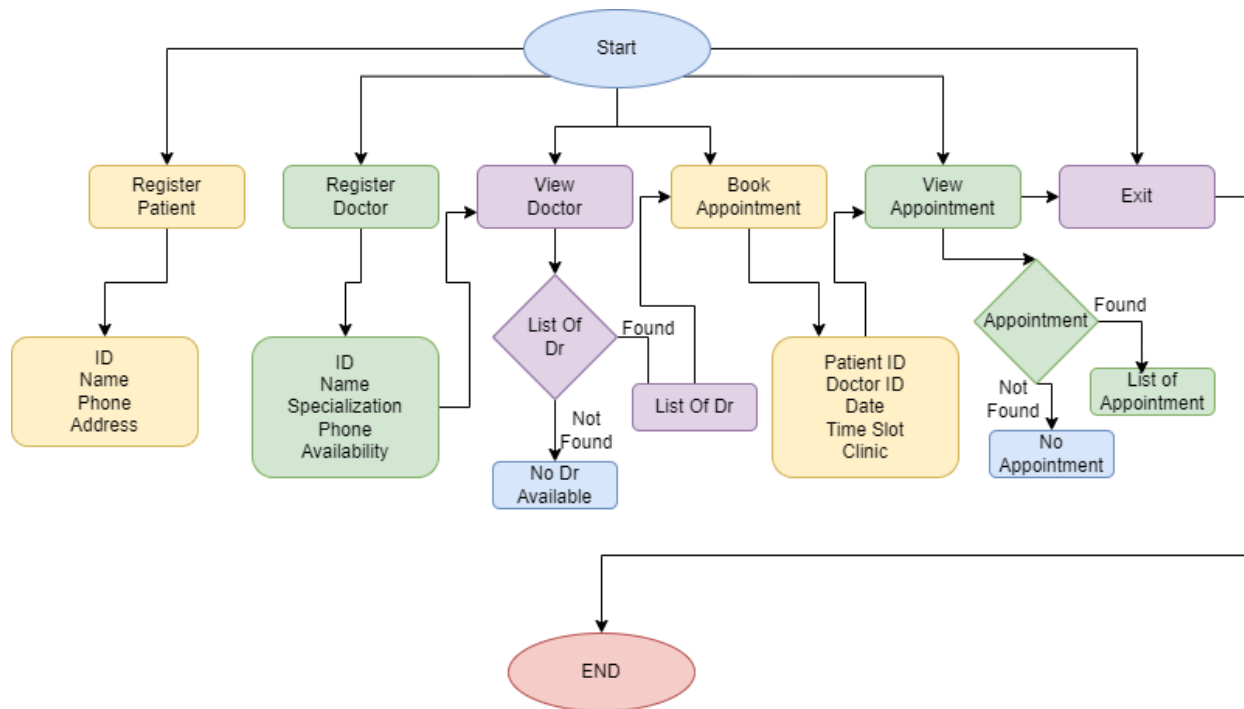 Start
Register
Patient
Register
Doctor
View
Doctor
Book
Appointment
View
Appointment
Exit
ID
Name
Phone
Address
ID
Name
Specialization
Phone
Availability
List Of
Dr
Found
Not
Found
List Of Dr
No Dr
Available
Patient ID
Doctor ID
Date
Time Slot
Clinic
Appointment
Found
Not
Found
List of
Appointment
No
Appointment
END